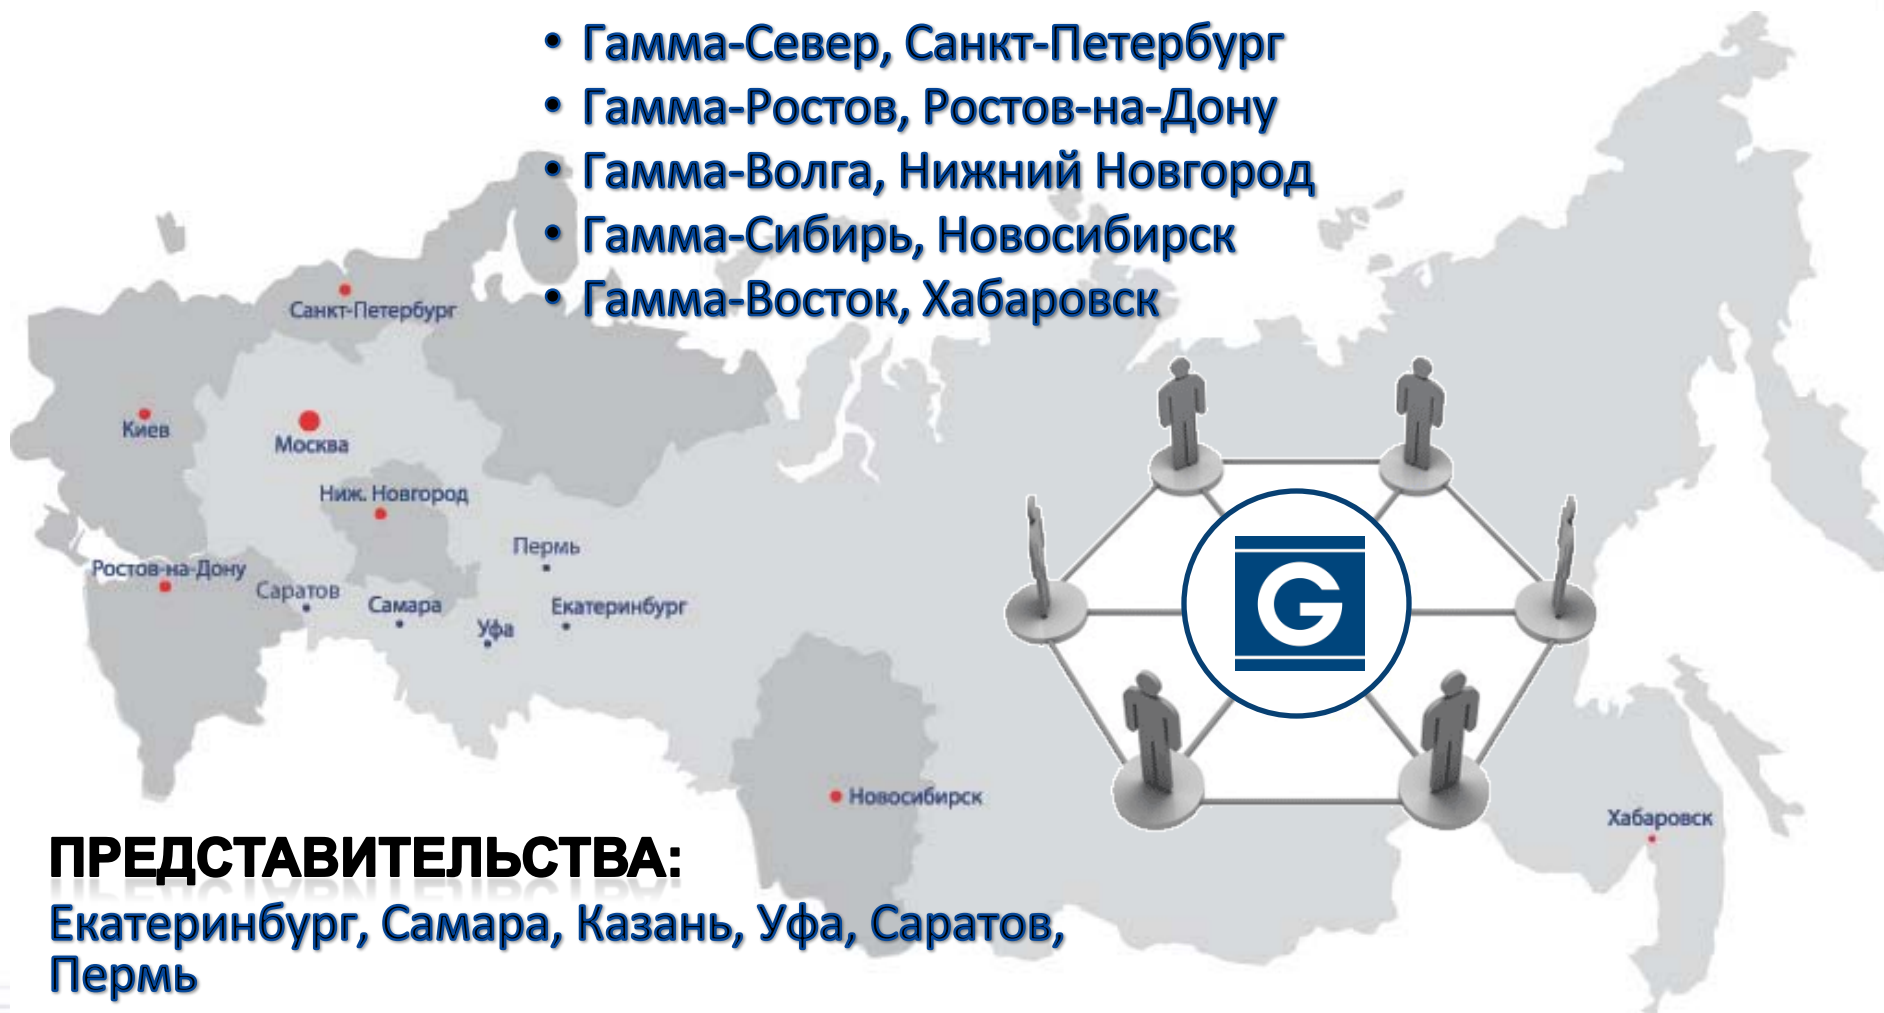 • Гамма-Север, Санкт-Петербург
• Гамма-Ростов, Ростов-на-Дону
• Гамма-Волга, Нижний Новгород
• Гамма-Сибирь, Новосибирск
• Гамма-Восток, Хабаровск
Санкт-Петербург
Киев
Москва
Ниж. Новгород
Пермь
Ростов-на-Дону
Саратов
Самара
Екатеринбург
Уфа
G
Новосибирск
Хабаровск
ПРЕДСТАВИТЕЛЬСТВА:
Екатеринбург, Самара, Казань, Уфа, Саратов,
Пермь